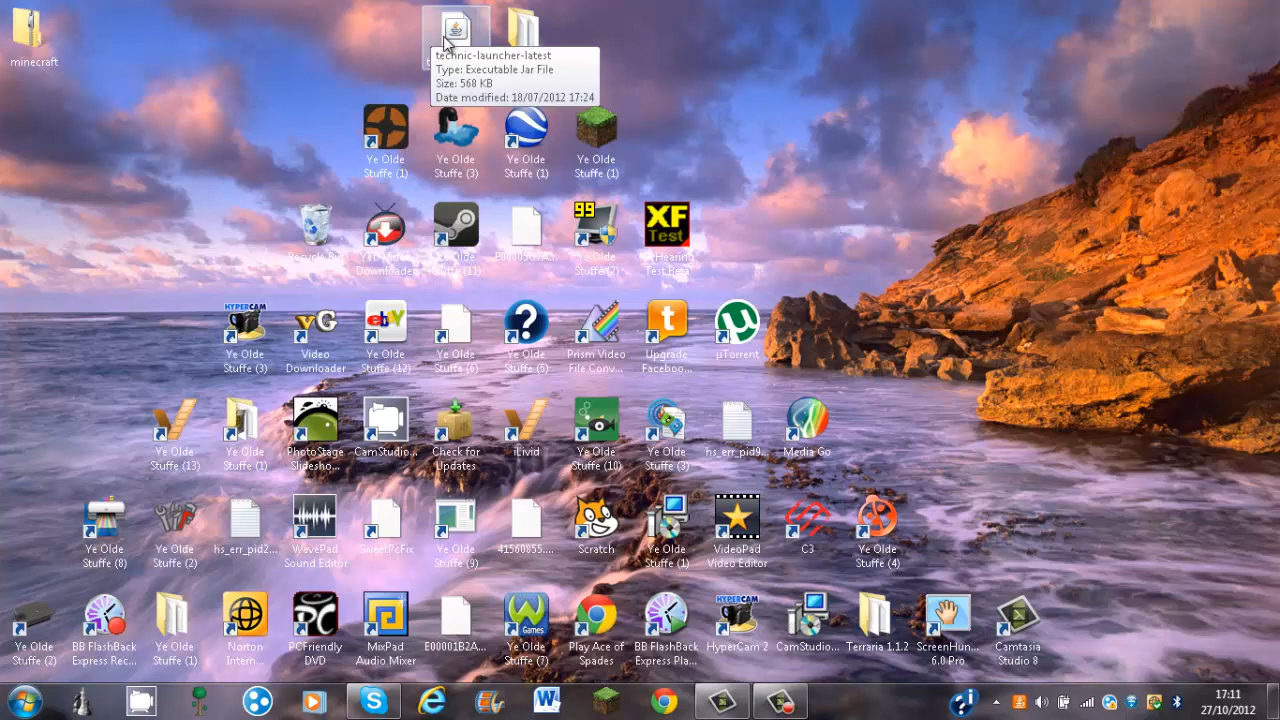 minecraft
technic-launcher-latest
Type: Executable Jar File
Size: 568 KB
Date modified: 18/07/2012 17:24
Ye Olde
Stuffe (1)
Ye Olde
Stuffe (3)
Ye Olde
Stuffe (1)
Ye Olde
Stuffe (1)
99
XF
Test
Recycle Bin
YTD Video
Downloader
Ye Olde
Stuffe (11)
Ye Olde
Stuffe (7)
Hearing
Test Beta
HYPERCAM
vG
ebY
?
t
Ye Olde
Stuffe (3)
Video
Downloader
Ye Olde
Stuffe (12)
Ye Olde
Stuffe (6)
Ye Olde
Stuffe (5)
Prism Video
File Conv...
Upgrade
Faceboo...
µTorrent
Ye Olde
Stuffe (13)
Ye Olde
Stuffe (1)
PhotoStage
Slidesho...
CamStudio...
Check for
Updates
iLivid
Ye Olde
Stuffe (10)
Ye Olde
Stuffe (3)
hs_err_pid9...
Media Go
Ye Olde
Stuffe (8)
Ye Olde
Stuffe (2)
hs_err_pid2...
WavePad
Sound Editor
SweetPcFix
Ye Olde
Stuffe (9)
41560855....
Scratch
Ye Olde
Stuffe (1)
VideoPad
Video Editor
C3
Ye Olde
Stuffe (4)
Games
HYPERCAM
Ye Olde
Stuffe (2)
BB FlashBack
Express Rec...
Ye Olde
Stuffe (1)
Norton
Intern...
PCFriendly
DVD
MixPad
Audio Mixer
E00001B2A...
Ye Olde
Stuffe (7)
Play Ace of
Spades
BB FlashBack
Express Pla...
HyperCam 2
CamStudio...
Terraria 1.1.2
ScreenHun...
6.0 Pro
Camtasia
Studio 8
17:11
27/10/2012